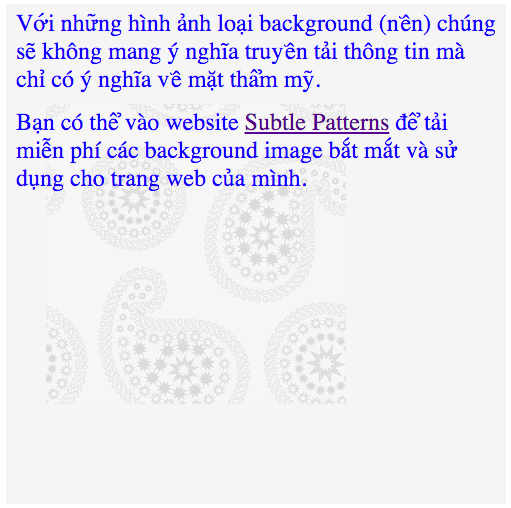 Với những hình ảnh loại background (nền) chúng
sẽ không mang ý nghĩa truyền tải thông tin mà
chỉ có ý nghĩa về mặt thẩm mỹ.
Bạn có thể vào website Subtle Patterns để tải
miễn phí các background image bắt mắt và sử
dụng cho trang web của mình.